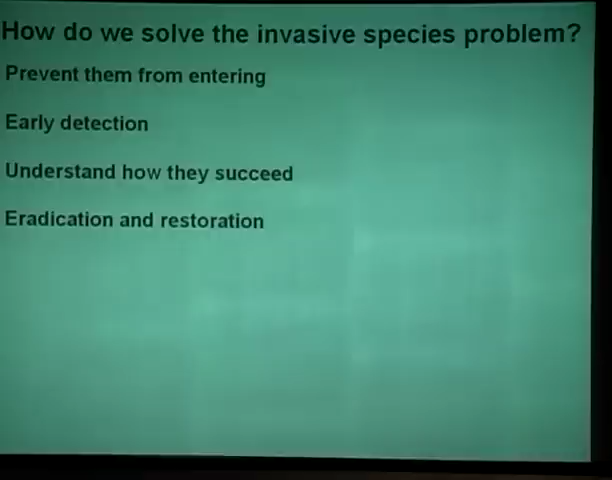 How do we solve the invasive species problem?
Prevent them from entering
Early detection
Understand how they succeed
Eradication and restoration